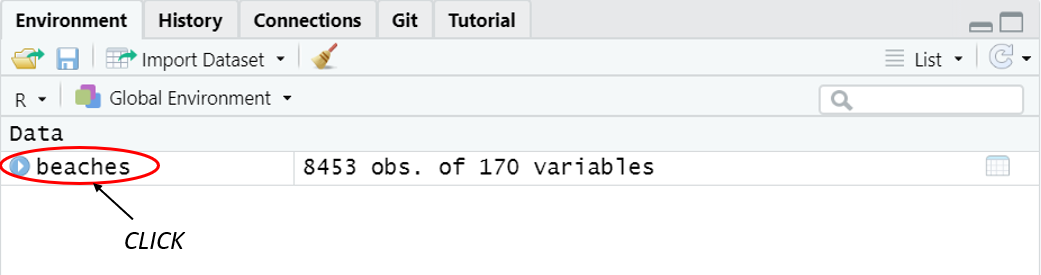 Environment History Connections Git Tutorial
Import Dataset List
R Global Environment
Data
beaches 8453 obs. of 170 variables
CLICK